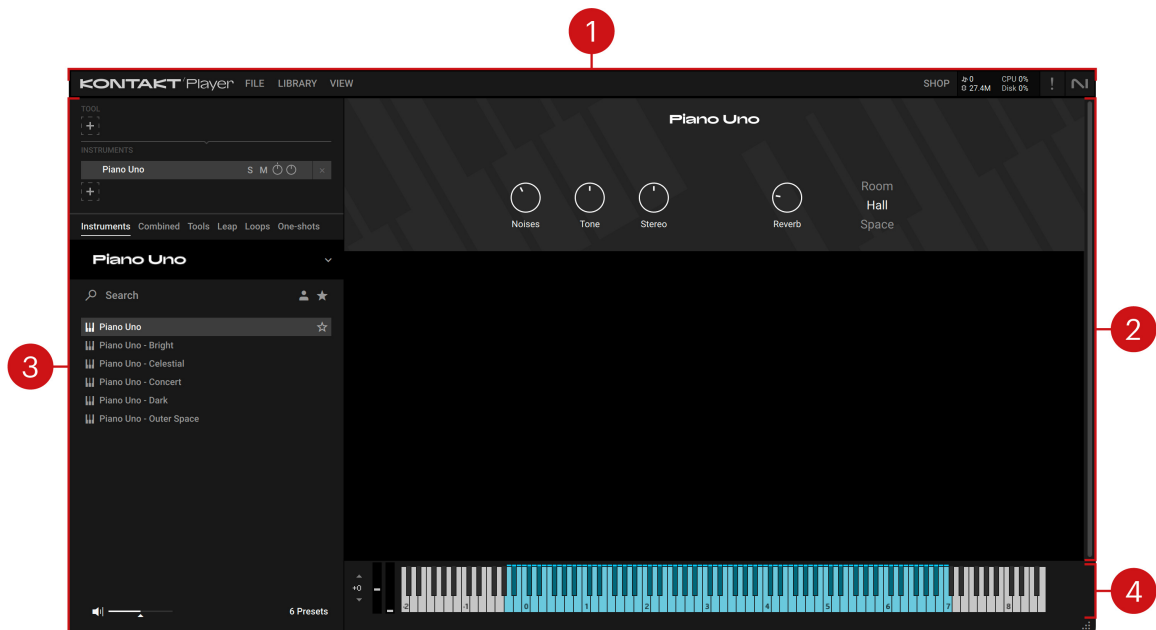 1
KONTAKT Player FILE LIBRARY VIEW SHOP 0 27.4M CPU 0% Disk 0% !
TOOL
+
INSTRUMENTS
Piano Uno S M ×
+
Instruments Combined Tools Leap Loops One-shots
Piano Uno
Search
Piano Uno
Piano Uno - Bright
Piano Uno - Celestial
Piano Uno - Concert
Piano Uno - Dark
Piano Uno - Outer Space
6 Presets
3
Piano Uno
Noises Tone Stereo Reverb
Room
Hall
Space
2
+0
-2 -1 0 1 2 3 4 5 6 7 8
4